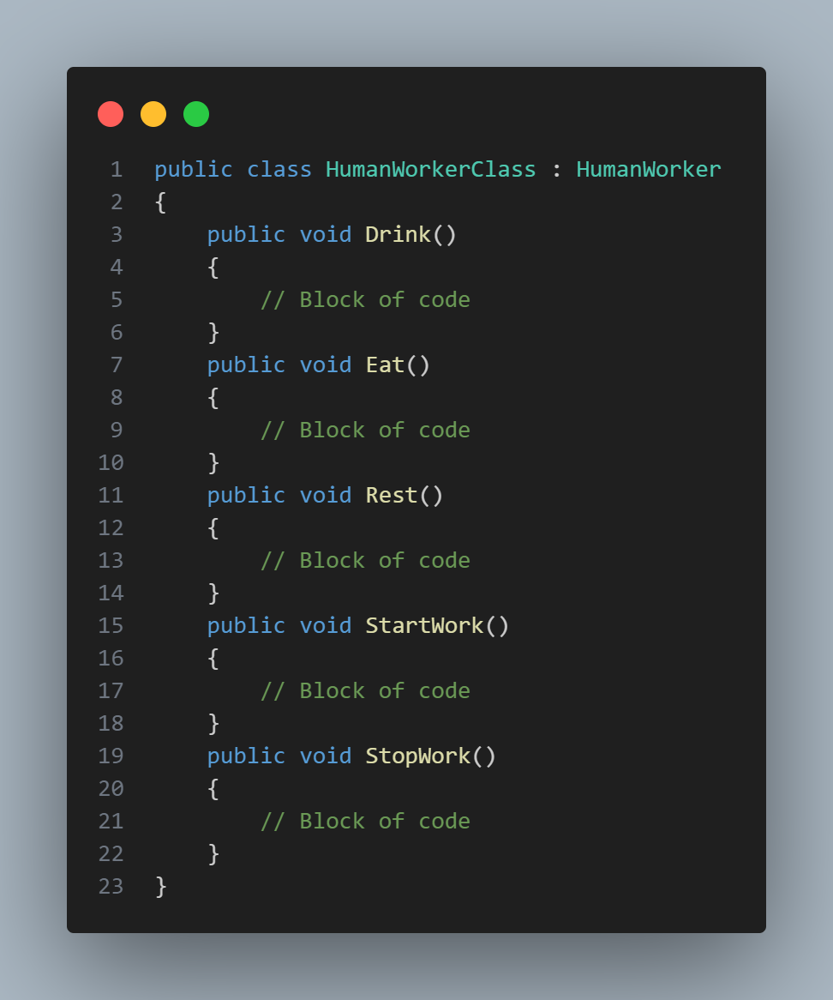 1 public class HumanWorkerClass : HumanWorker
2 {
3     public void Drink()
4     {
5         // Block of code
6     }
7     public void Eat()
8     {
9         // Block of code
10     }
11     public void Rest()
12     {
13         // Block of code
14     }
15     public void StartWork()
16     {
17         // Block of code
18     }
19     public void StopWork()
20     {
21         // Block of code
22     }
23 }